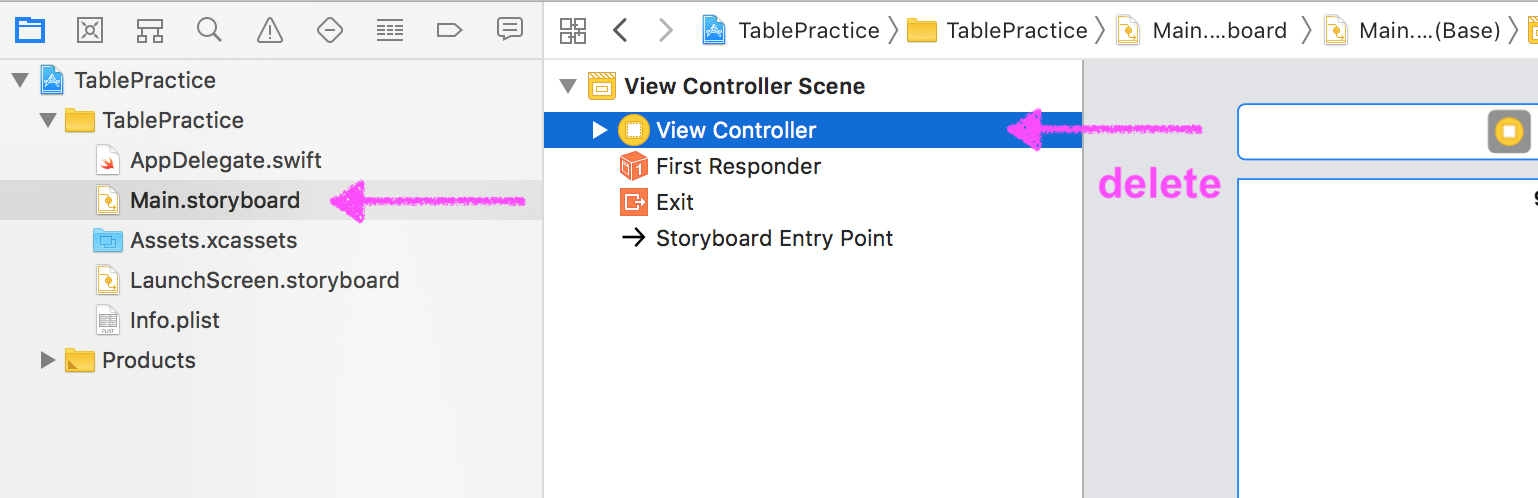 TablePractice
TablePractice
AppDelegate.swift
Main.storyboard
Assets.xcassets
LaunchScreen.storyboard
Info.plist
Products
TablePractice TablePractice Main....board Main....(Base)
View Controller Scene
View Controller
First Responder
Exit
Storyboard Entry Point
delete